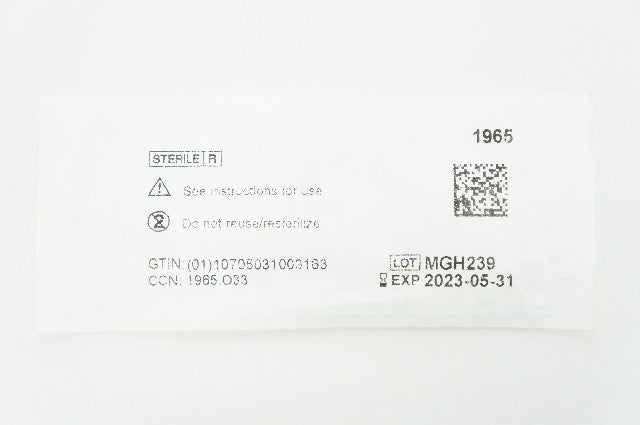 1965
STERILE R
See instructions for use
Do not reuse/resterilize
GTIN: (01)10705031003163
CCN: 1965.O33
LOT MGH239
EXP 2023-05-31